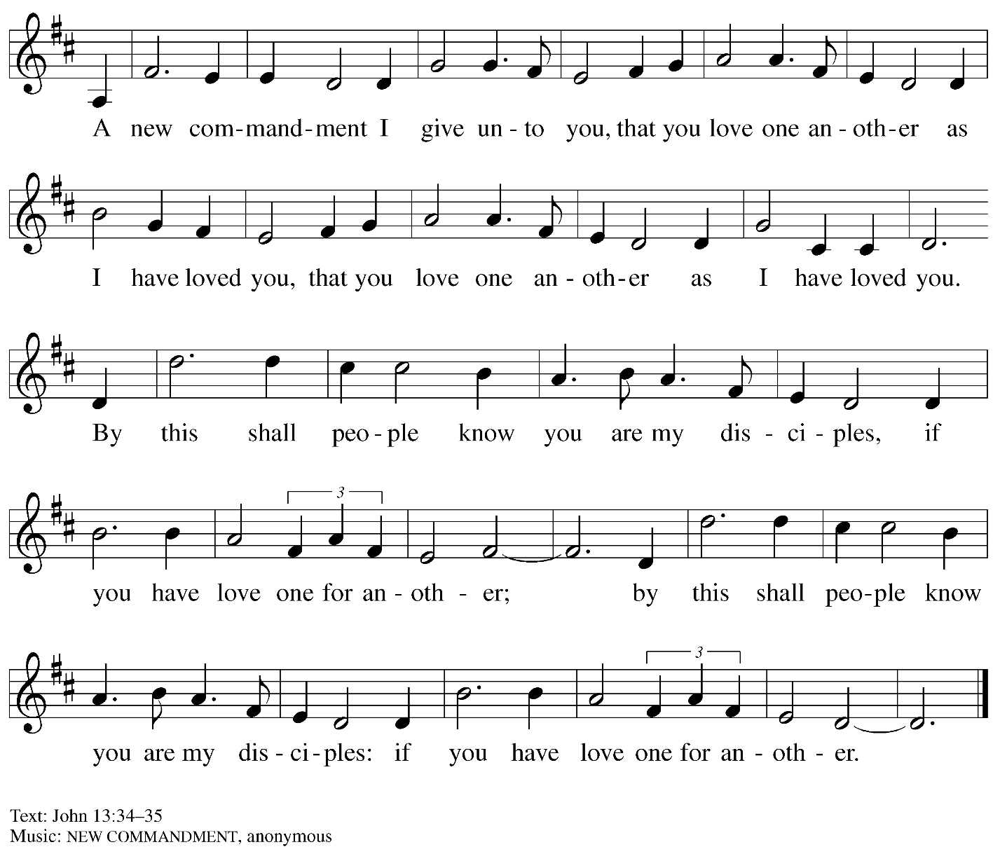 A new com-mand-ment I give un-to you, that you love one an-oth-er as
I have loved you, that you love one an-oth-er as I have loved you.
By this shall peo-ple know you are my dis-ci-ples, if
3
you have love one for an-oth-er; by this shall peo-ple know
3
you are my dis-ci-ples: if you have love one for an-oth-er.
Text: John 13:34–35
Music: NEW COMMANDMENT, anonymous